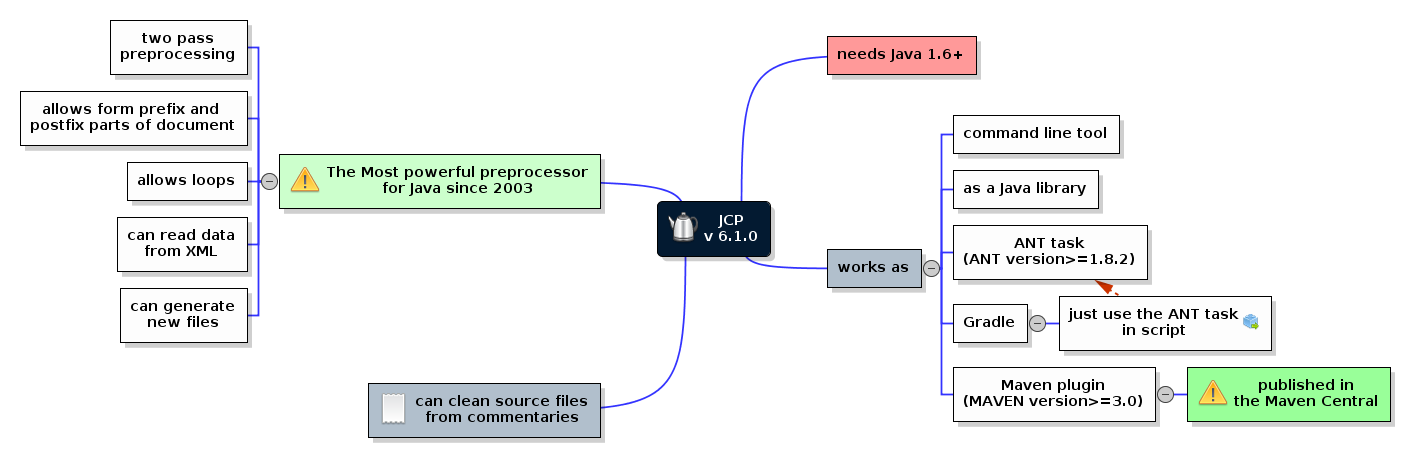 two pass
preprocessing
allows form prefix and
postfix parts of document
allows loops
can read data
from XML
can generate
new files
The Most powerful preprocessor
for Java since 2003
can clean source files
from commentaries
JCP
v 6.1.0
needs Java 1.6+
works as
command line tool
as a Java library
ANT task
(ANT version>=1.8.2)
Gradle
just use the ANT task
in script
Maven plugin
(MAVEN version>=3.0)
published in
the Maven Central